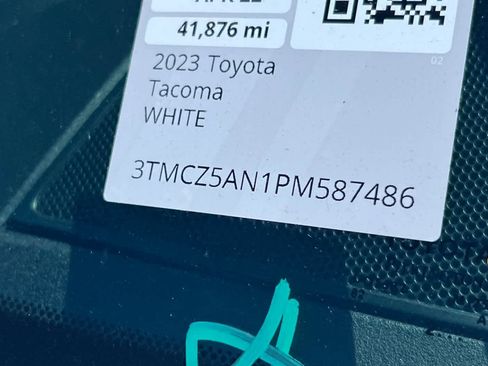 41,876 mi
02
2023 Toyota
Tacoma
WHITE
3TMCZ5AN1PM587486